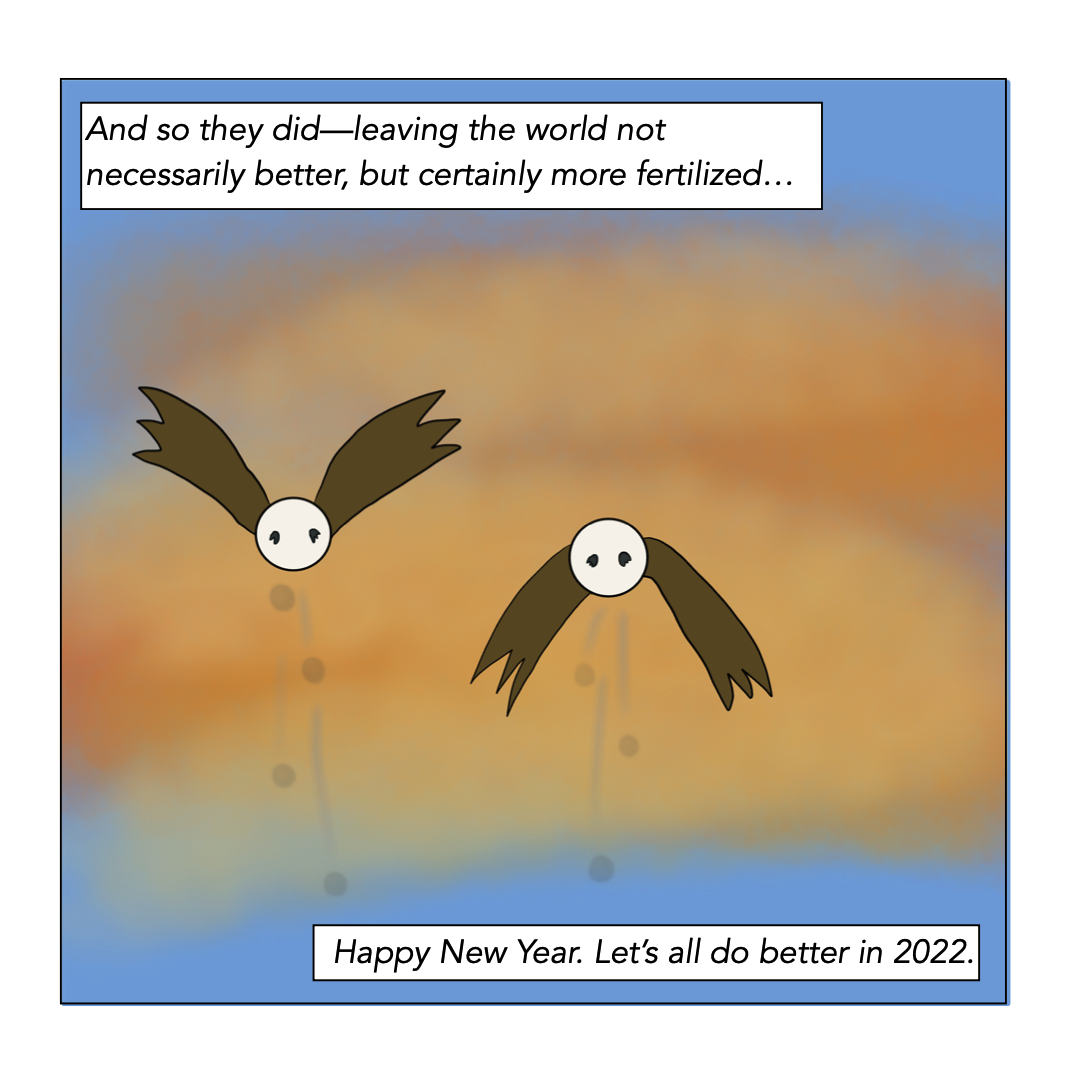 And so they did—leaving the world not
necessarily better, but certainly more fertilized…
Happy New Year. Let’s all do better in 2022.